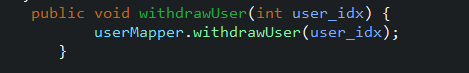 public void withdrawUser(int user_idx) {
userMapper.withdrawUser(user_idx);
}